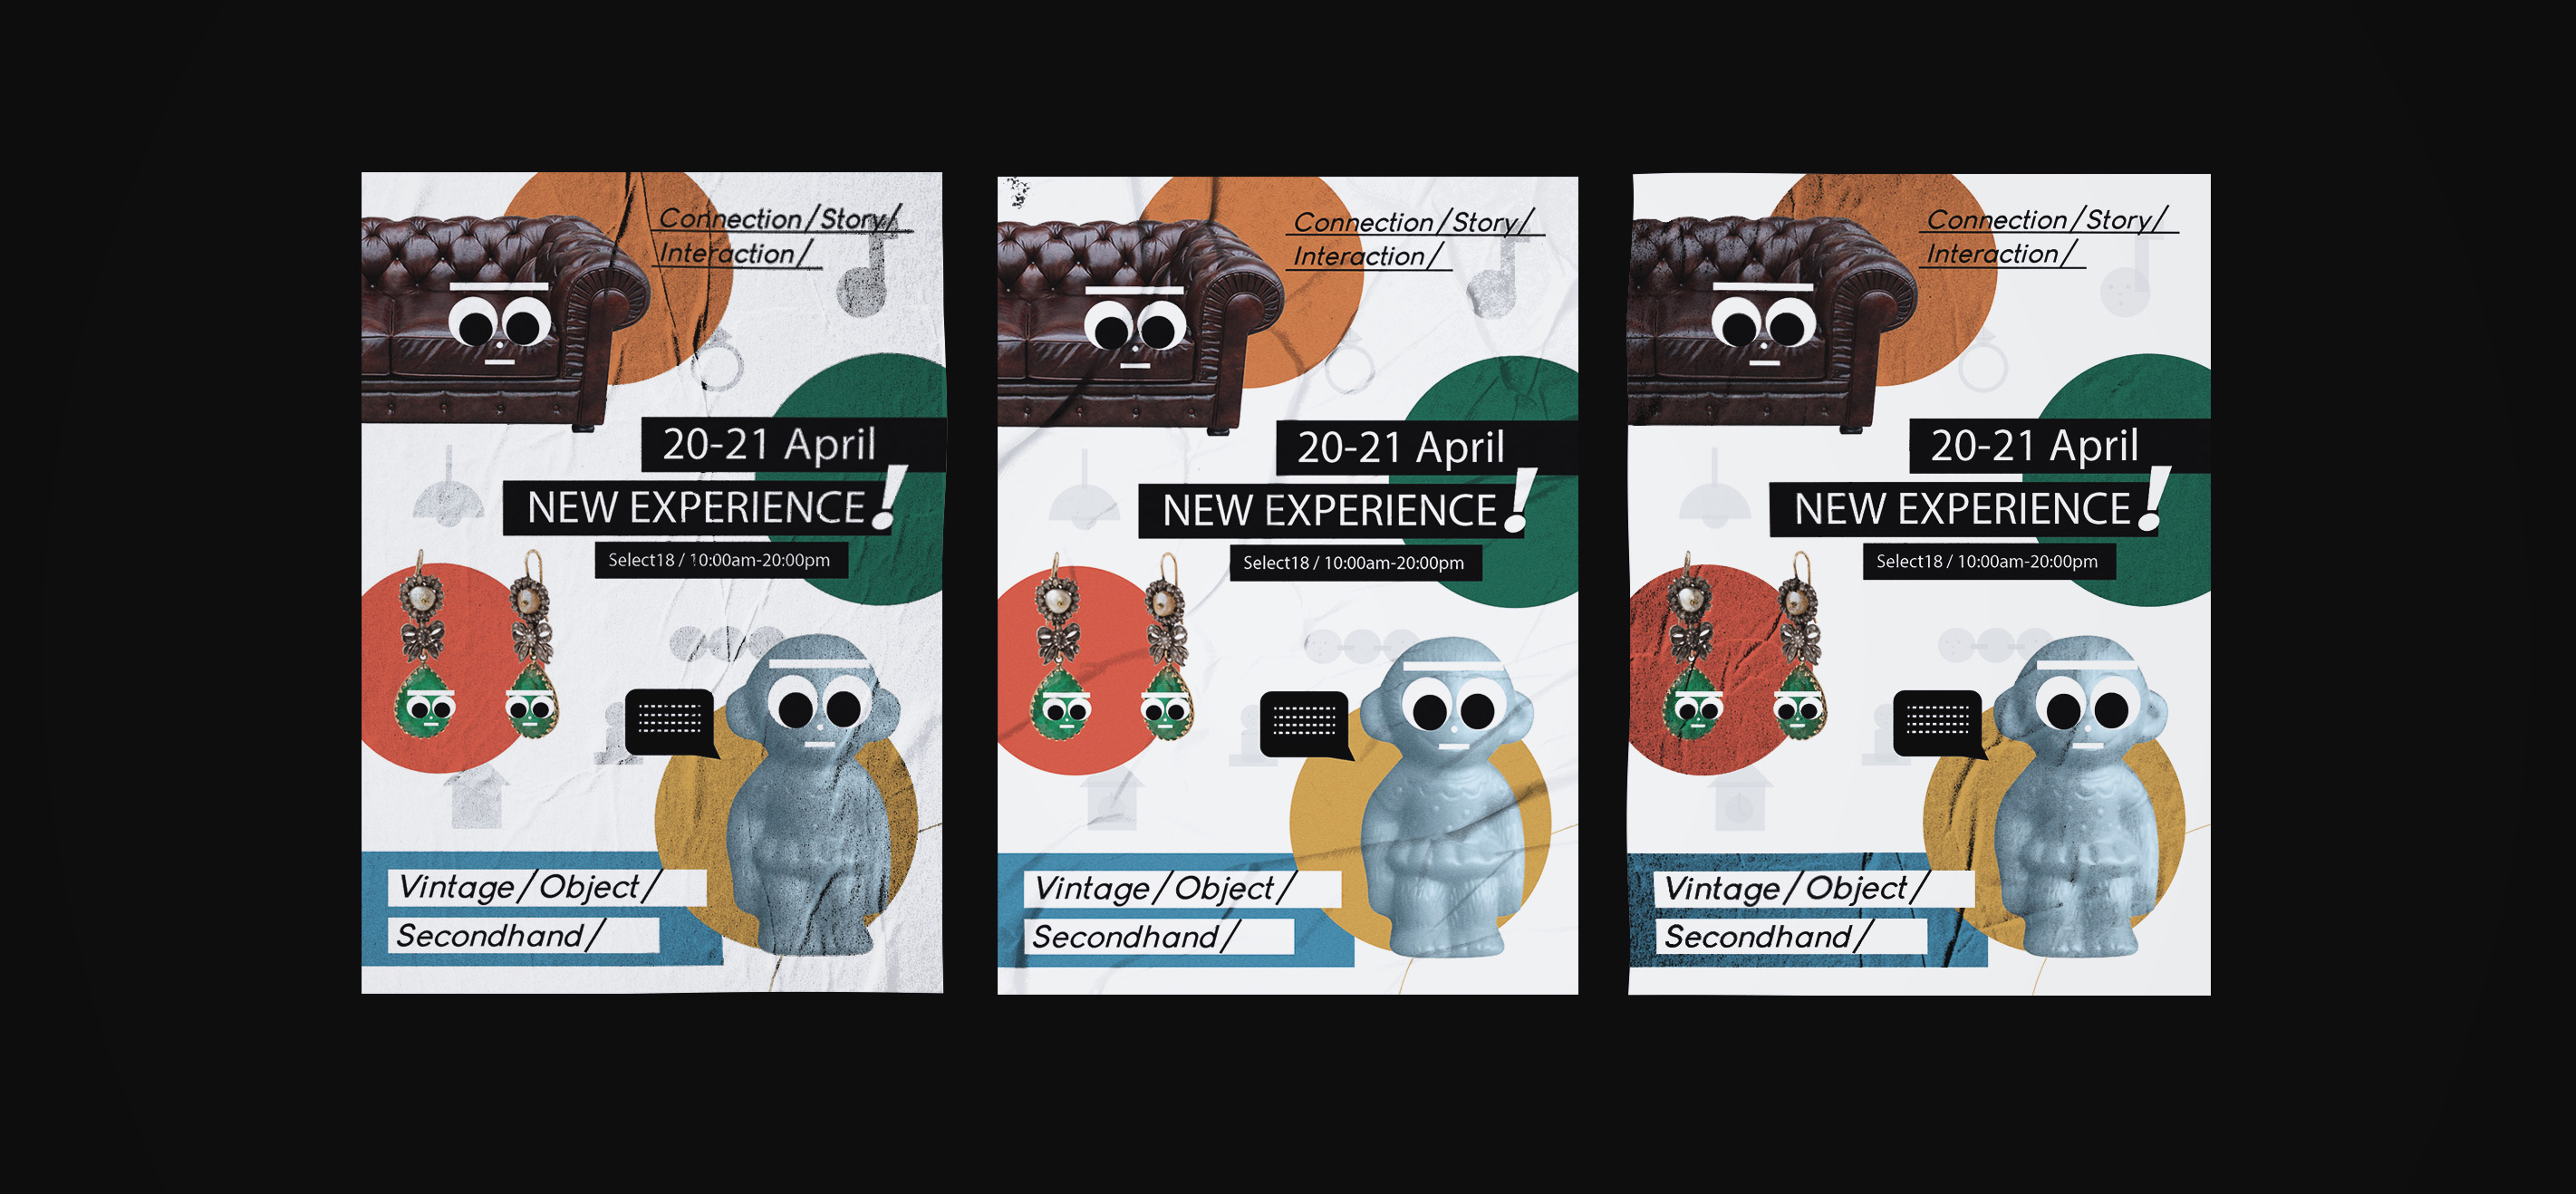 Connection/Story/
Interaction/
20-21 April
NEW EXPERIENCE!
Select18 / 10:00am-20:00pm
Vintage/Object/
Secondhand/
Connection/Story/
Interaction/
20-21 April
NEW EXPERIENCE!
Select18 / 10:00am-20:00pm
Vintage/Object/
Secondhand/
Connection/Story/
Interaction/
20-21 April
NEW EXPERIENCE!
Select18 / 10:00am-20:00pm
Vintage/Object/
Secondhand/